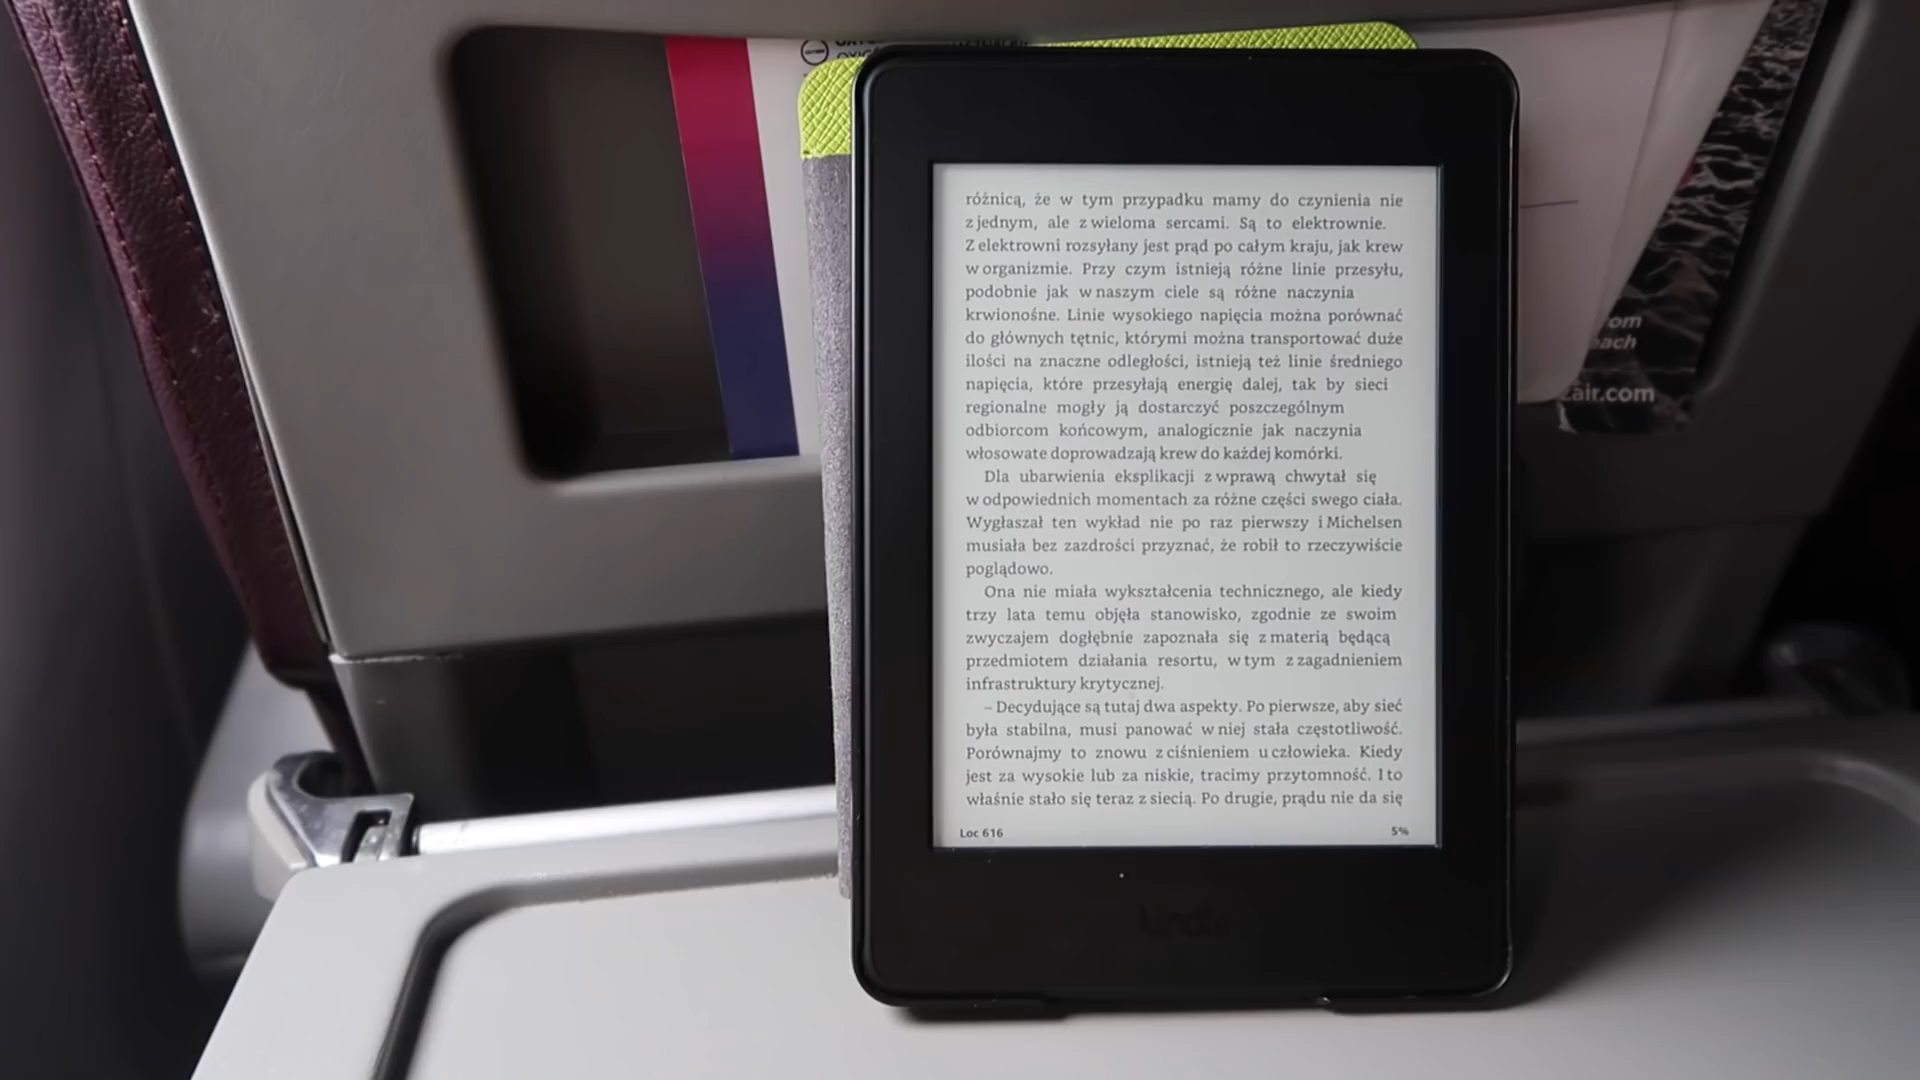 różnicą, że w tym przypadku mamy do czynienia nie
z jednym, ale z wieloma sercami. Są to elektrownie.
Z elektrowni rozsyłany jest prąd po całym kraju, jak krew
w organizmie. Przy czym istnieją różne linie przesyłu,
podobnie jak w naszym ciele są różne naczynia
krwionośne. Linie wysokiego napięcia można porównać
do głównych tętnic, którymi można transportować duże
ilości na znaczne odległości, istnieją też linie średniego
napięcia, które przesyłają energię dalej, tak by sieci
regionalne mogły ją dostarczyć poszczególnym
odbiorcom końcowym, analogicznie jak naczynia
włosowate doprowadzają krew do każdej komórki.
Dla ubarwienia eksplikacji z wprawą chwytał się
w odpowiednich momentach za różne części swego ciała.
Wygłaszał ten wykład nie po raz pierwszy i Michelsen
musiała bez zazdrości przyznać, że robił to rzeczywiście
poglądowo.
Ona nie miała wykształcenia technicznego, ale kiedy
trzy lata temu objęła stanowisko, zgodnie ze swoim
zwyczajem dogłębnie zapoznała się z materią będącą
przedmiotem działania resortu, w tym z zagadnieniem
infrastruktury krytycznej.
– Decydujące są tutaj dwa aspekty. Po pierwsze, aby sieć
była stabilna, musi panować w niej stała częstotliwość.
Porównajmy to znowu z ciśnieniem u człowieka. Kiedy
jest za wysokie lub za niskie, tracimy przytomność. I to
właśnie stało się teraz z siecią. Po drugie, prądu nie da się
Loc 616
5%
kindle
zair.com